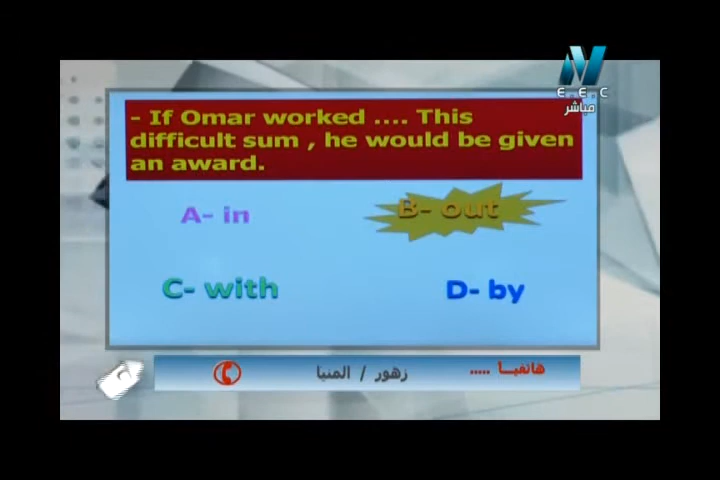 E . E . C
مباشر
- If Omar worked .... This
difficult sum , he would be given
an award.
A- in
B- out
C- with
D- by
هاتفيـا .....
زهور / المنيا